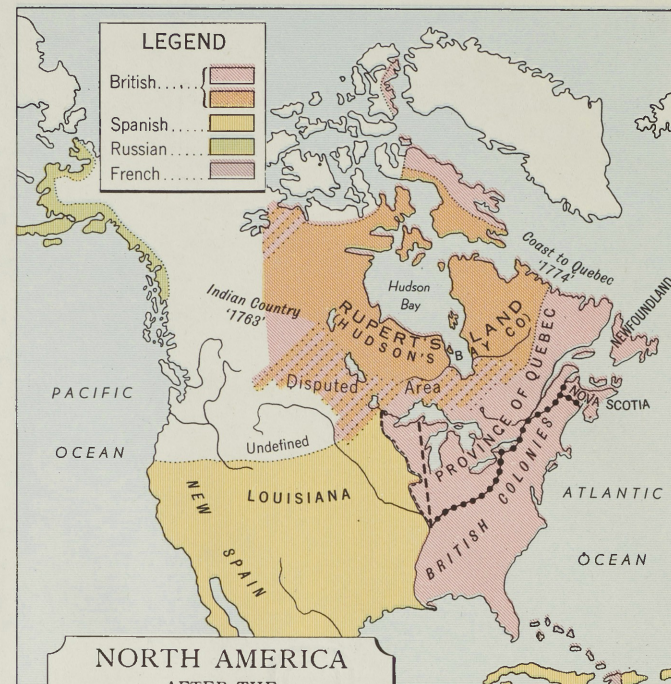 LEGEND
British
Spanish
Russian
French
Coast to Quebec
'1774'
Hudson
Bay
Indian Country
'1763'
RUPERT'S LAND
(HUDSON'S BAY CO)
NEWFOUNDLAND
Disputed Area
PROVINCE OF QUEBEC
NOVA SCOTIA
PACIFIC
OCEAN
Undefined
LOUISIANA
NEW
SPAIN
BRITISH COLONIES
ATLANTIC
OCEAN
NORTH AMERICA
AFTER THE